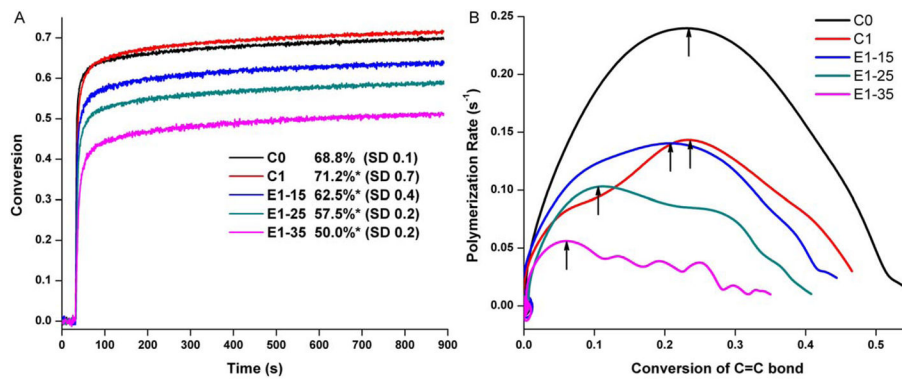 A
Conversion
0.7
0.6
0.5
0.4
0.3
0.2
0.1
0.0
C0 68.8% (SD 0.1)
C1 71.2%* (SD 0.7)
E1-15 62.5%* (SD 0.4)
E1-25 57.5%* (SD 0.2)
E1-35 50.0%* (SD 0.2)
0 100 200 300 400 500 600 700 800 900
Time (s)
B
Polymerization Rate (s⁻¹)
0.25
0.20
0.15
0.10
0.05
0.00
C0
C1
E1-15
E1-25
E1-35
0.0 0.1 0.2 0.3 0.4 0.5
Conversion of C=C bond